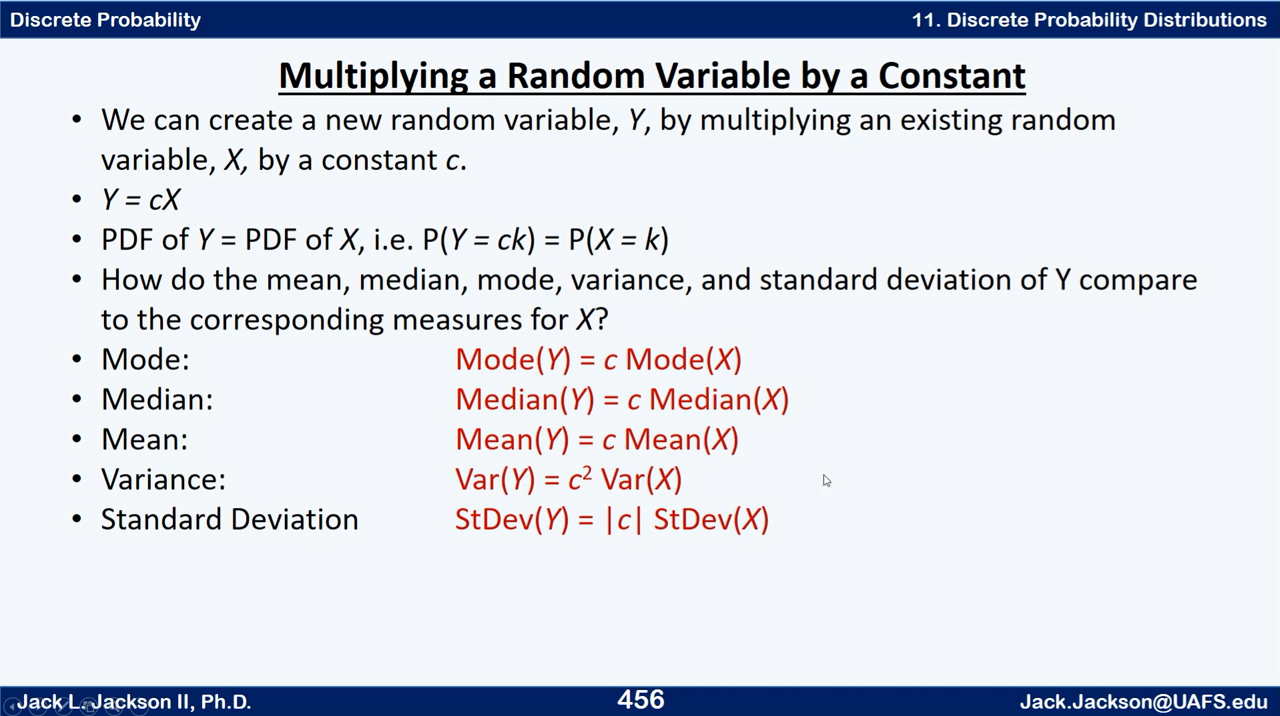 Discrete Probability
11. Discrete Probability Distributions
Multiplying a Random Variable by a Constant
• We can create a new random variable, Y, by multiplying an existing random
variable, X, by a constant c.
• Y = cX
• PDF of Y = PDF of X, i.e. P(Y = ck) = P(X = k)
• How do the mean, median, mode, variance, and standard deviation of Y compare
to the corresponding measures for X?
• Mode: Mode(Y) = c Mode(X)
• Median: Median(Y) = c Median(X)
• Mean: Mean(Y) = c Mean(X)
• Variance: Var(Y) = c² Var(X)
• Standard Deviation StDev(Y) = |c| StDev(X)
Jack L. Jackson II, Ph.D.
456
Jack.Jackson@UAFS.edu